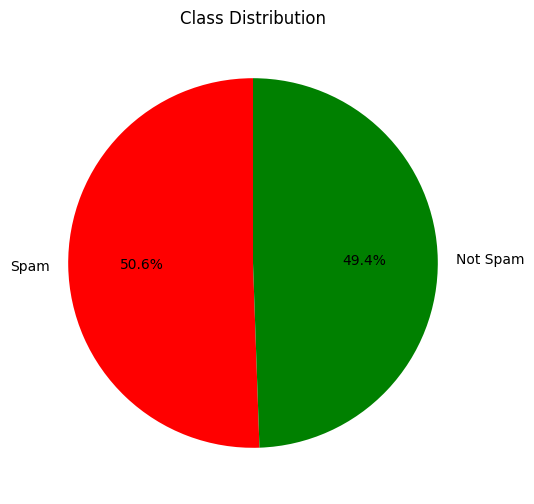 Class Distribution
Spam
50.6%
49.4%
Not Spam